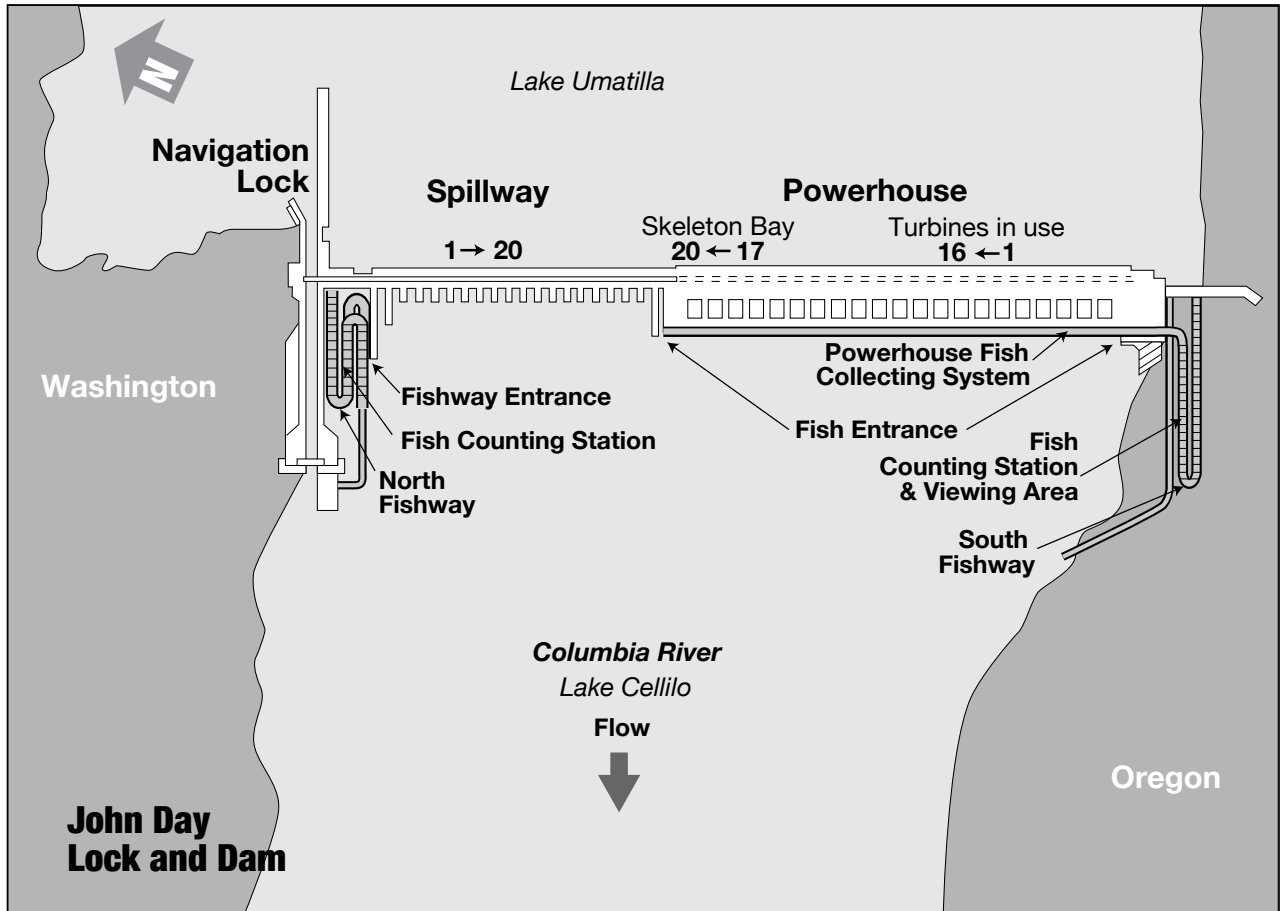 N
Lake Umatilla
Navigation
Lock
Spillway
1→ 20
Powerhouse
Skeleton Bay
20 ← 17
Turbines in use
16 ←1
Washington
Fishway Entrance
Fish Counting Station
North
Fishway
Powerhouse Fish
Collecting System
Fish Entrance
Fish
Counting Station
& Viewing Area
South
Fishway
Columbia River
Lake Cellilo
Flow
Oregon
John Day
Lock and Dam